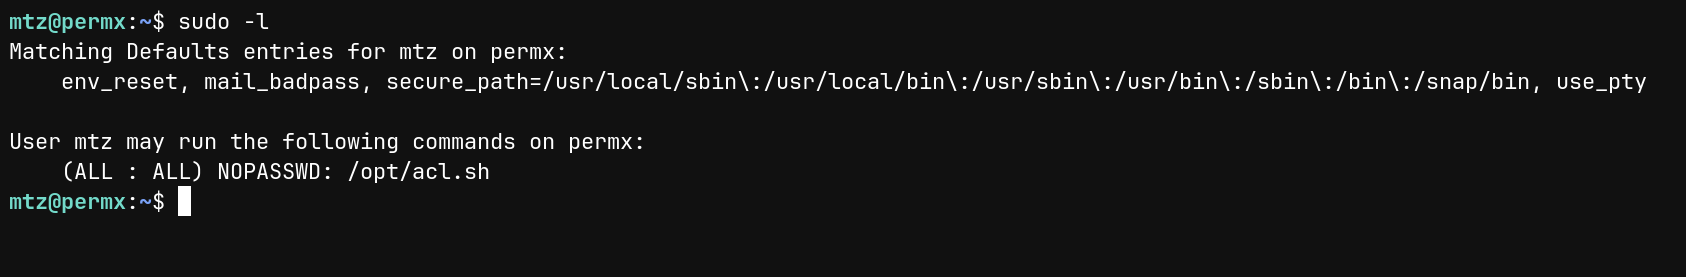 mtz@permx:~$ sudo -l
Matching Defaults entries for mtz on permx:
    env_reset, mail_badpass, secure_path=/usr/local/sbin\:/usr/local/bin\:/usr/sbin\:/usr/bin\:/sbin\:/bin\:/snap/bin, use_pty

User mtz may run the following commands on permx:
    (ALL : ALL) NOPASSWD: /opt/acl.sh
mtz@permx:~$